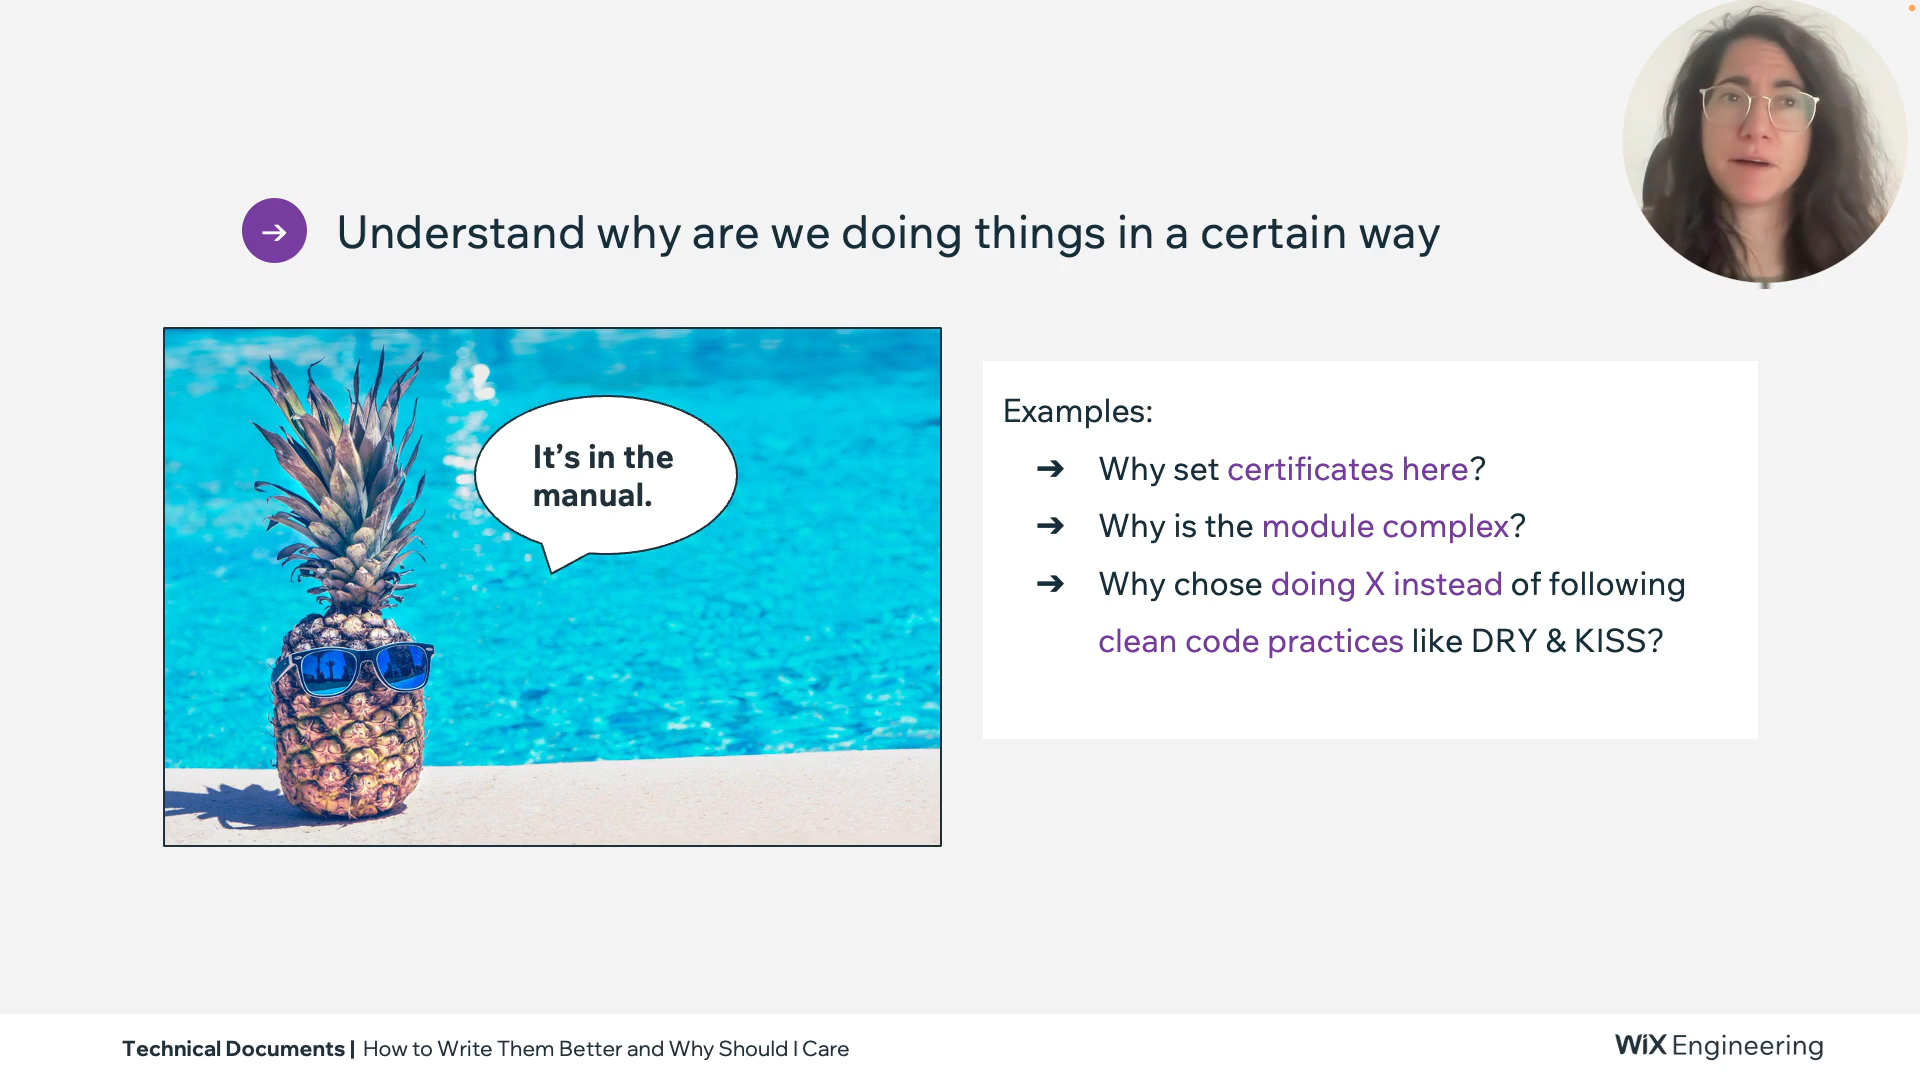 Understand why are we doing things in a certain way
It’s in the
manual.
Examples:
➔ Why set certificates here?
➔ Why is the module complex?
➔ Why chose doing X instead of following
clean code practices like DRY & KISS?
Technical Documents | How to Write Them Better and Why Should I Care
WiX Engineering